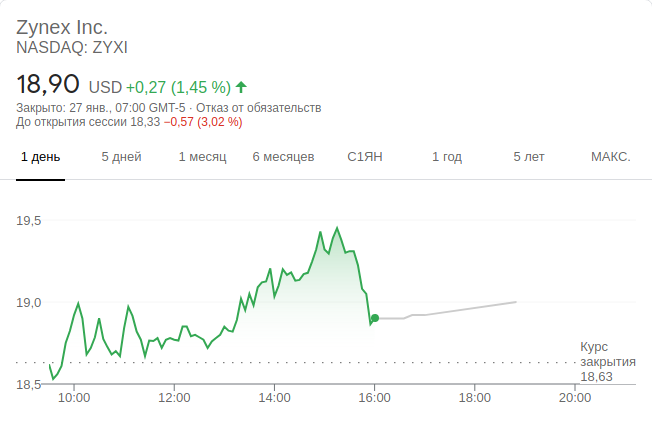 Zynex Inc.
NASDAQ: ZYXI
18,90 USD +0,27 (1,45 %)
Закрыто: 27 янв., 07:00 GMT-5 · Отказ от обязательств
До открытия сессии 18,33 −0,57 (3,02 %)
1 день 5 дней 1 месяц 6 месяцев С1ЯН 1 год 5 лет МАКС.
19,5
19,0
18,5
Курс
закрытия
18,63
10:00 12:00 14:00 16:00 18:00 20:00